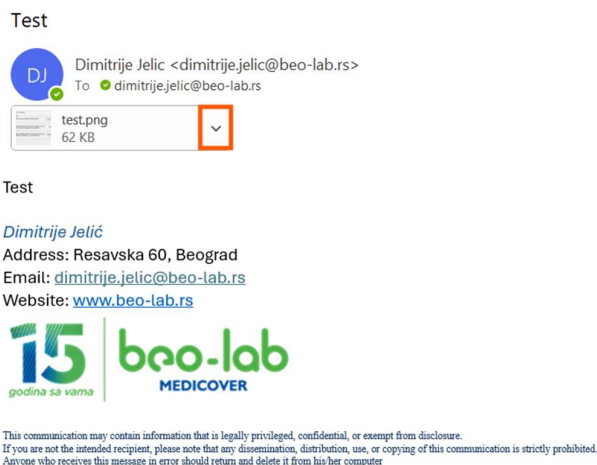 Test
DJ
Dimitrije Jelic <dimitrije.jelic@beo-lab.rs>
To dimitrije.jelic@beo-lab.rs
test.png
62 KB
Test
Dimitrije Jelić
Address: Resavska 60, Beograd
Email: dimitrije.jelic@beo-lab.rs
Website: www.beo-lab.rs
15 beo-lab
godina sa vama MEDICOVER
This communication may contain information that is legally privileged, confidential, or exempt from disclosure.
If you are not the intended recipient, please note that any dissemination, distribution, use, or copying of this communication is strictly prohibited.
Anyone who receives this message in error should return and delete it from his/her computer